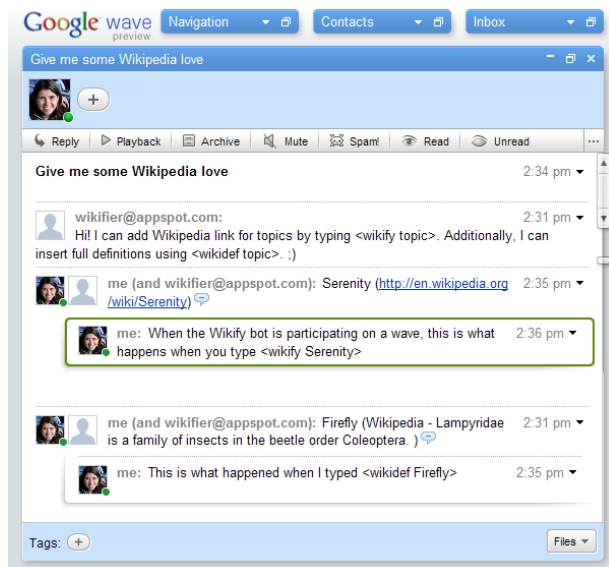 Google wave
preview
Navigation
Contacts
Inbox
Give me some Wikipedia love
Reply
Playback
Archive
Mute
Spam!
Read
Unread
Give me some Wikipedia love 2:34 pm
wikifier@appspot.com: 2:31 pm
Hi! I can add Wikipedia link for topics by typing <wikify topic>. Additionally, I can
insert full definitions using <wikidef topic>. ;)
me (and wikifier@appspot.com): Serenity (http://en.wikipedia.org 2:35 pm
/wiki/Serenity)
me: When the Wikify bot is participating on a wave, this is what 2:36 pm
happens when you type <wikify Serenity>
me (and wikifier@appspot.com): Firefly (Wikipedia - Lampyridae 2:31 pm
is a family of insects in the beetle order Coleoptera. )
me: This is what happened when I typed <wikidef Firefly> 2:35 pm
Tags:
Files